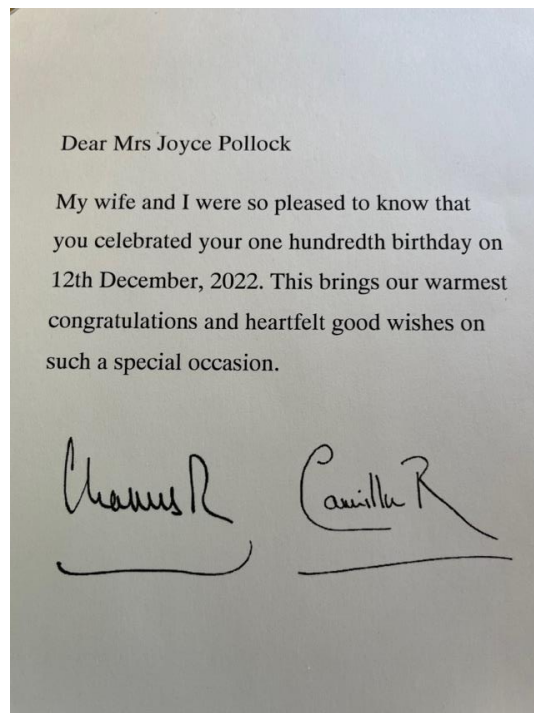 Dear Mrs Joyce Pollock
My wife and I were so pleased to know that
you celebrated your one hundredth birthday on
12th December, 2022. This brings our warmest
congratulations and heartfelt good wishes on
such a special occasion.
Charles R Camilla R